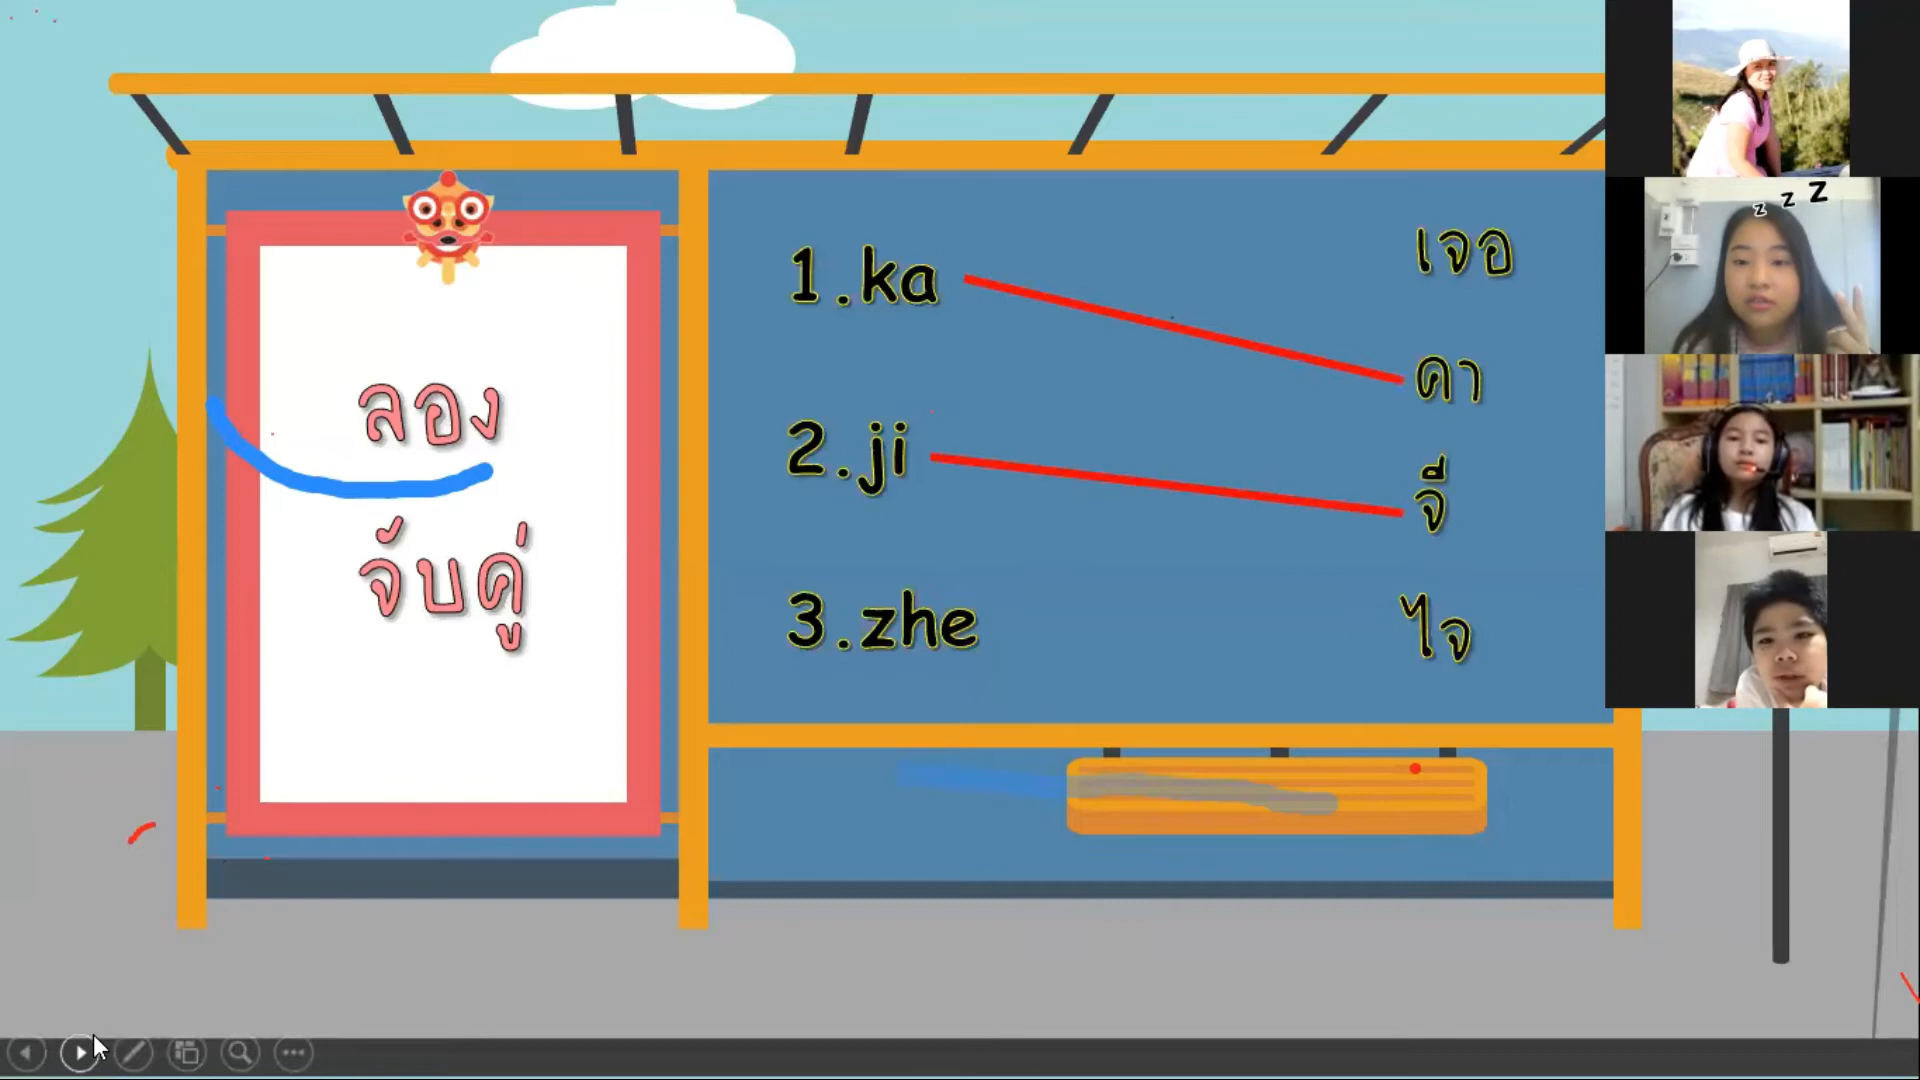 ลอง
จับคู่
1.ka
2.ji
3.zhe
เจอ
คา
จี
ไจ
z z Z